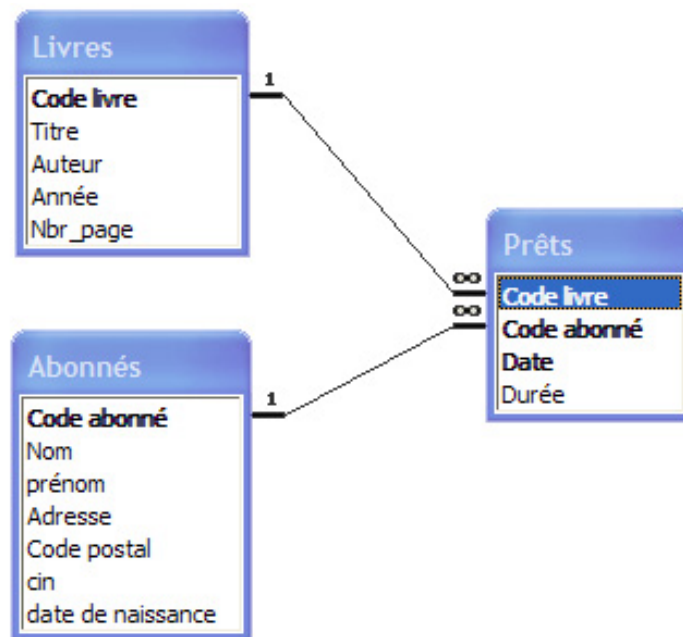 Livres
Code livre
Titre
Auteur
Année
Nbr_page
1
Prêts
∞
Code livre
∞
Code abonné
Date
Durée
Abonnés
Code abonné
1
Nom
prénom
Adresse
Code postal
cin
date de naissance